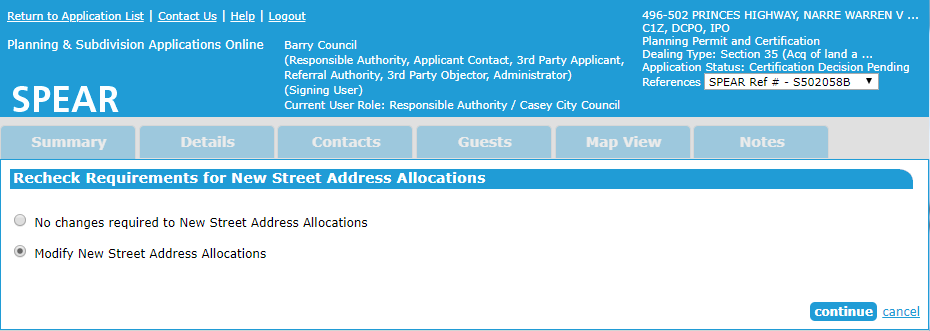 Return to Application List | Contact Us | Help | Logout
Planning & Subdivision Applications Online
SPEAR
Barry Council
(Responsible Authority, Applicant Contact, 3rd Party Applicant,
Referral Authority, 3rd Party Objector, Administrator)
(Signing User)
Current User Role: Responsible Authority / Casey City Council
496-502 PRINCES HIGHWAY, NARRE WARREN V ...
C1Z, DCPO, IPO
Planning Permit and Certification
Dealing Type: Section 35 (Acq of land a ...
Application Status: Certification Decision Pending
References SPEAR Ref # - S502058B
Summary Details Contacts Guests Map View Notes
Recheck Requirements for New Street Address Allocations
No changes required to New Street Address Allocations
Modify New Street Address Allocations
continue cancel